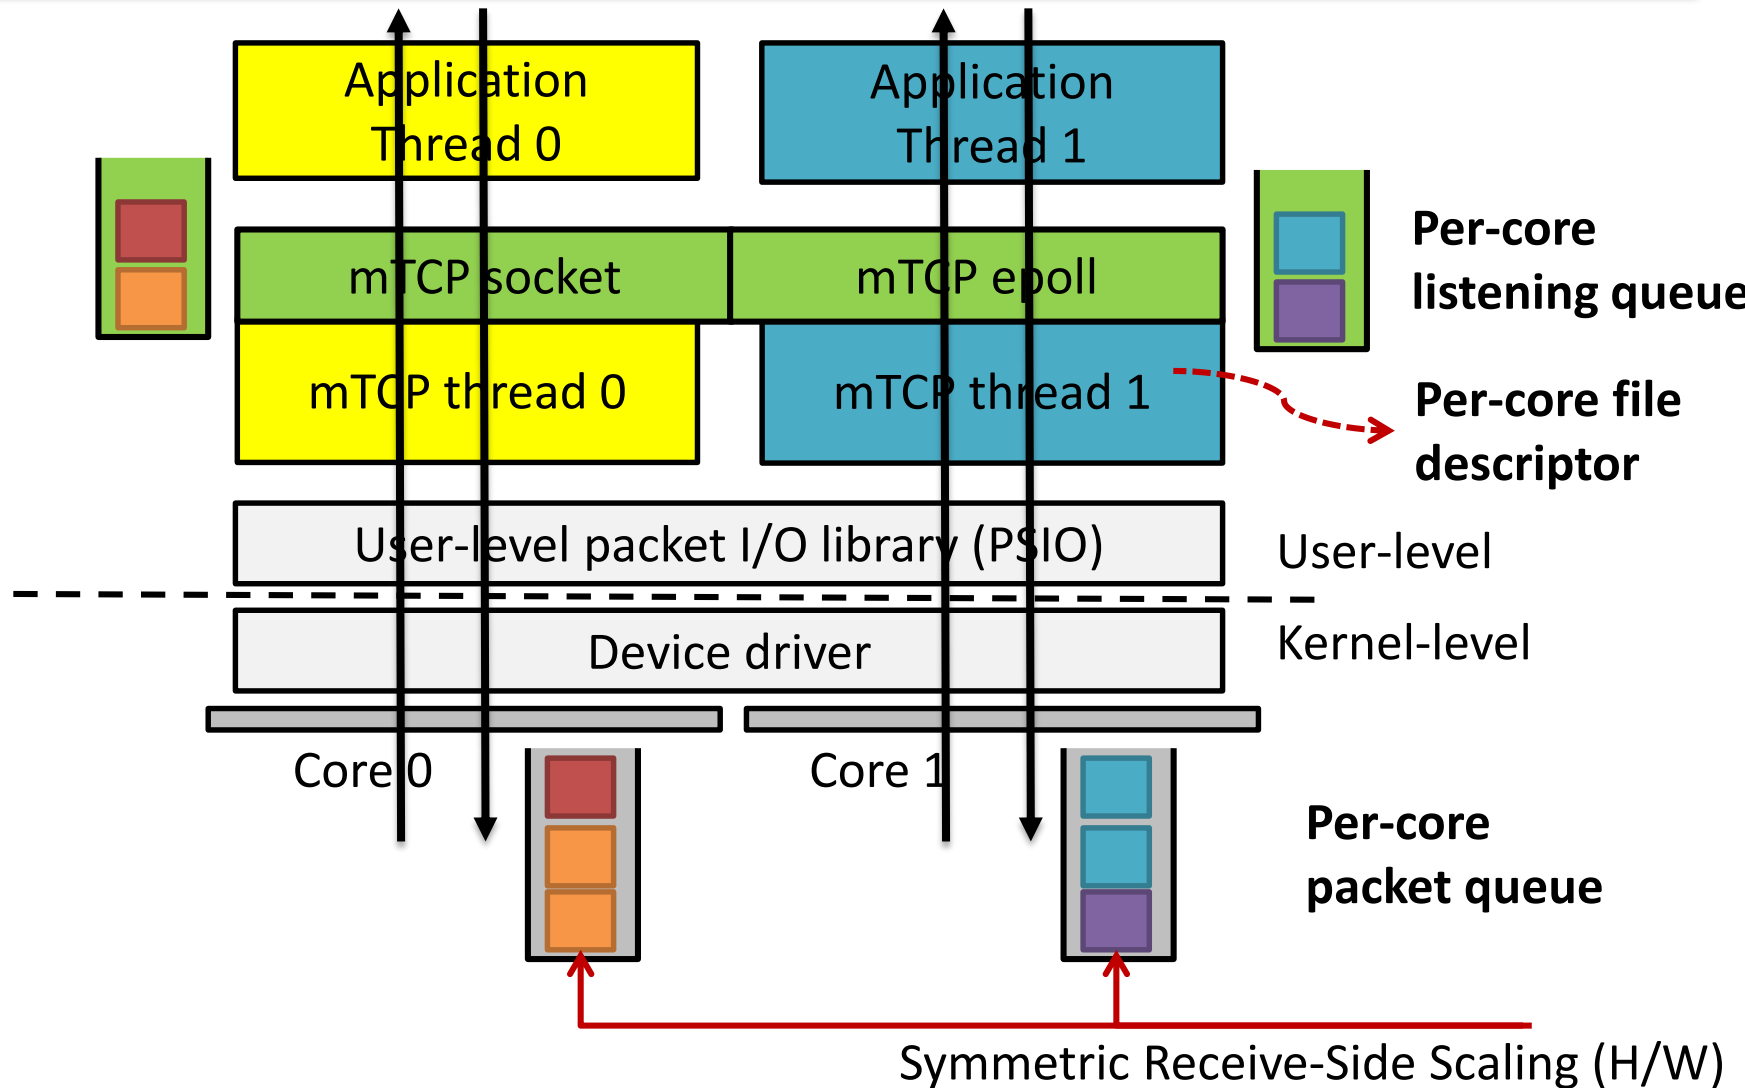 Application
Thread 0
Application
Thread 1
mTCP socket
mTCP epoll
Per-core
listening queue
mTCP thread 0
mTCP thread 1
Per-core file
descriptor
User-level packet I/O library (PSIO)
User-level
Device driver
Kernel-level
Core 0
Core 1
Per-core
packet queue
Symmetric Receive-Side Scaling (H/W)